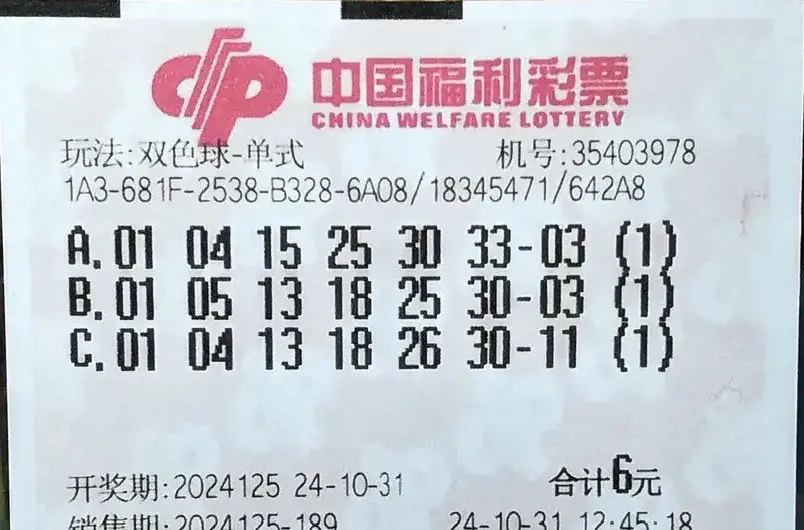 中国福利彩票
CHINA WELFARE LOTTERY
玩法:双色球-单式 机号:35403978
1A3-681F-2538-B328-6A08/18345471/642A8
A.01 04 15 25 30 33-03 (1)
B.01 05 13 18 25 30-03 (1)
C.01 04 13 18 26 30-11 (1)
开奖期:2024125 24-10-31 合计6元
销售期:2024125-189 24-10-31 12:45:18